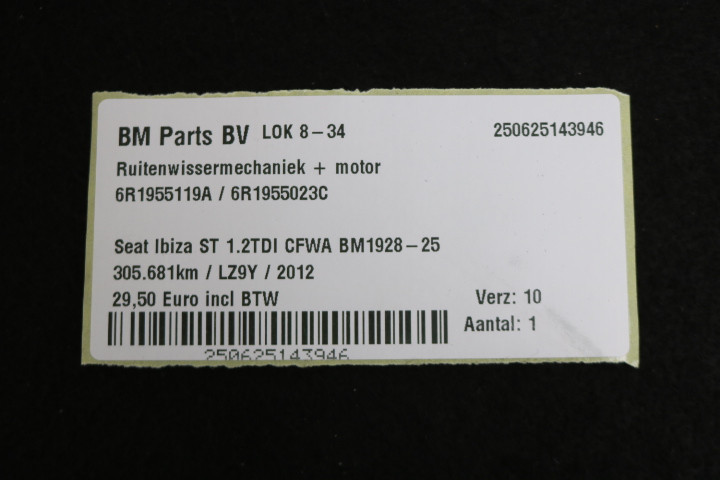 BM Parts BV LOK 8-34 250625143946
Ruitenwissermechaniek + motor
6R1955119A / 6R1955023C
Seat Ibiza ST 1.2TDI CFWA BM1928-25
305.681km / LZ9Y / 2012
29,50 Euro incl BTW Verz: 10
Aantal: 1
250625143946